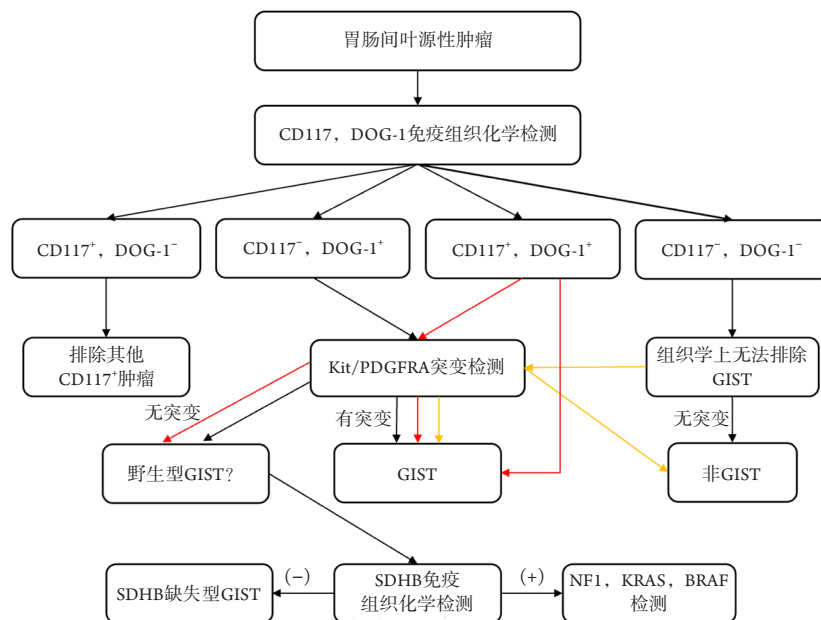 胃肠间叶源性肿瘤
CD117，DOG-1免疫组织化学检测
CD117⁺，DOG-1⁻
CD117⁻，DOG-1⁺
CD117⁺，DOG-1⁺
CD117⁻，DOG-1⁻
排除其他
CD117⁺肿瘤
Kit/PDGFRA突变检测
组织学上无法排除
GIST
无突变
有突变
无突变
野生型GIST？
GIST
非GIST
SDHB缺失型GIST
(−)
SDHB免疫
组织化学检测
(+)
NF1，KRAS，BRAF
检测